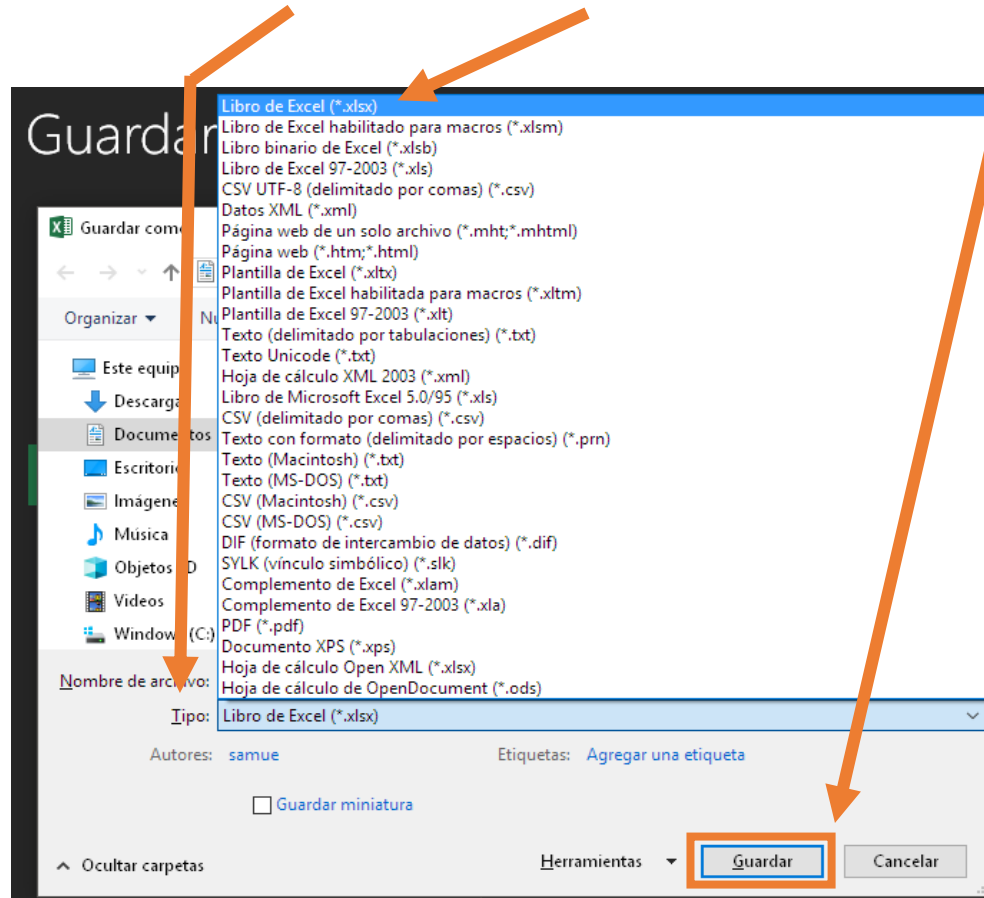 Guardar
Libro de Excel (*.xlsx)
Libro de Excel habilitado para macros (*.xlsm)
Libro binario de Excel (*.xlsb)
Libro de Excel 97-2003 (*.xls)
CSV UTF-8 (delimitado por comas) (*.csv)
Datos XML (*.xml)
Página web de un solo archivo (*.mht;*.mhtml)
Página web (*.htm;*.html)
Plantilla de Excel (*.xltx)
Plantilla de Excel habilitada para macros (*.xltm)
Plantilla de Excel 97-2003 (*.xlt)
Texto (delimitado por tabulaciones) (*.txt)
Texto Unicode (*.txt)
Hoja de cálculo XML 2003 (*.xml)
Libro de Microsoft Excel 5.0/95 (*.xls)
CSV (delimitado por comas) (*.csv)
Texto con formato (delimitado por espacios) (*.prn)
Texto (Macintosh) (*.txt)
Texto (MS-DOS) (*.txt)
CSV (Macintosh) (*.csv)
CSV (MS-DOS) (*.csv)
DIF (formato de intercambio de datos) (*.dif)
SYLK (vínculo simbólico) (*.slk)
Complemento de Excel (*.xlam)
Complemento de Excel 97-2003 (*.xla)
PDF (*.pdf)
Documento XPS (*.xps)
Hoja de cálculo Open XML (*.xlsx)
Hoja de cálculo de OpenDocument (*.ods)
Guardar como
Organizar
Este equip
Descarga
Documentos
Escritorio
Imágene
Música
Objetos D
Videos
Windows (C:)
Nombre de archivo:
Tipo: Libro de Excel (*.xlsx)
Autores: samue Etiquetas: Agregar una etiqueta
Guardar miniatura
Ocultar carpetas Herramientas Guardar Cancelar